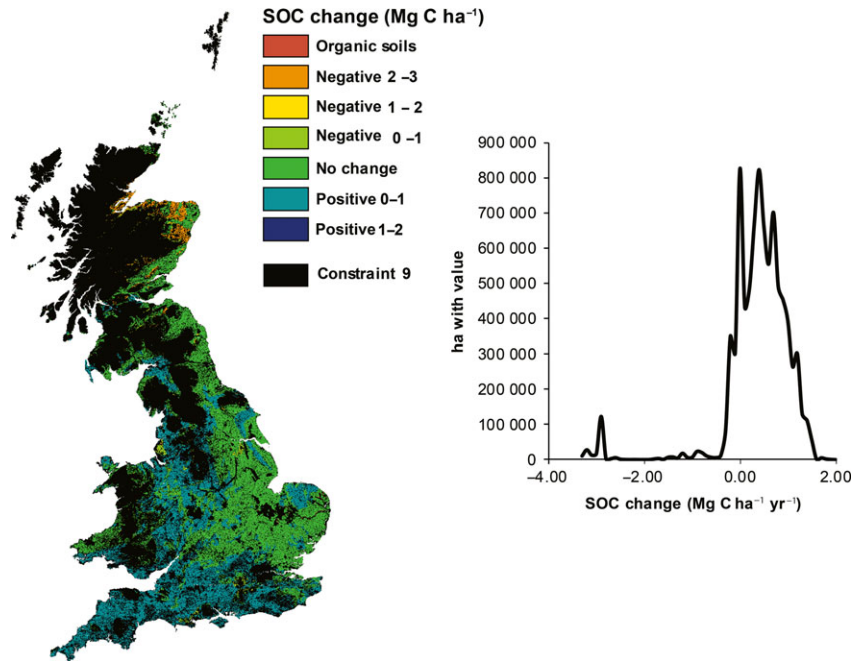 SOC change (Mg C ha⁻¹)
Organic soils
Negative 2 –3
Negative 1 – 2
Negative 0 –1
No change
Positive 0–1
Positive 1–2
Constraint 9
900 000
800 000
700 000
600 000
500 000
400 000
300 000
200 000
100 000
0
ha with value
–4.00 –2.00 0.00 2.00
SOC change (Mg C ha⁻¹ yr⁻¹)